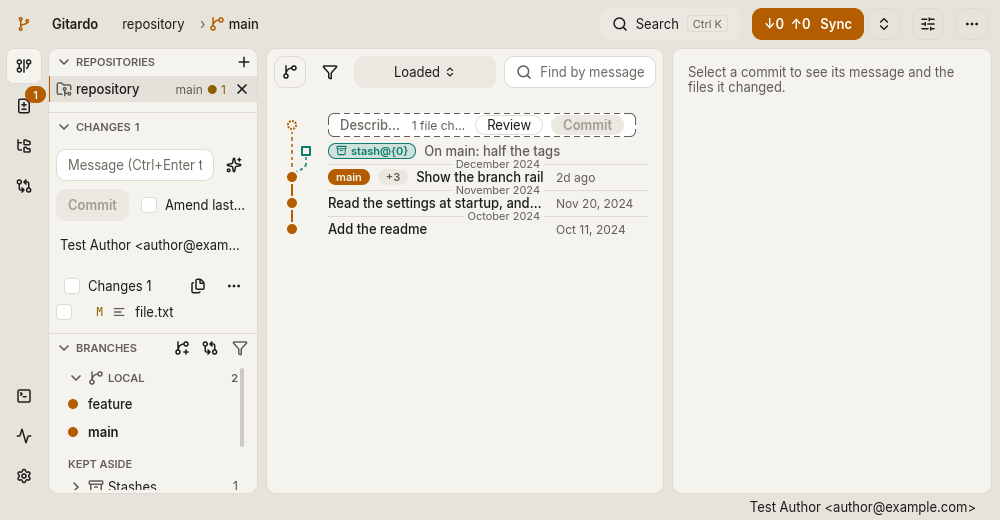 Gitardo repository › main Search Ctrl K ↓0 ↑0 Sync
REPOSITORIES
repository main 1
1
CHANGES 1
Message (Ctrl+Enter t
Commit Amend last...
Test Author <author@exam...
Changes 1
M file.txt
BRANCHES
LOCAL 2
feature
main
KEPT ASIDE
Stashes 1
Loaded Find by message
Describ... 1 file ch... Review Commit
stash@{0} On main: half the tags
December 2024
main +3 Show the branch rail 2d ago
November 2024
Read the settings at startup, and... Nov 20, 2024
October 2024
Add the readme Oct 11, 2024
Select a commit to see its message and the
files it changed.
Test Author <author@example.com>